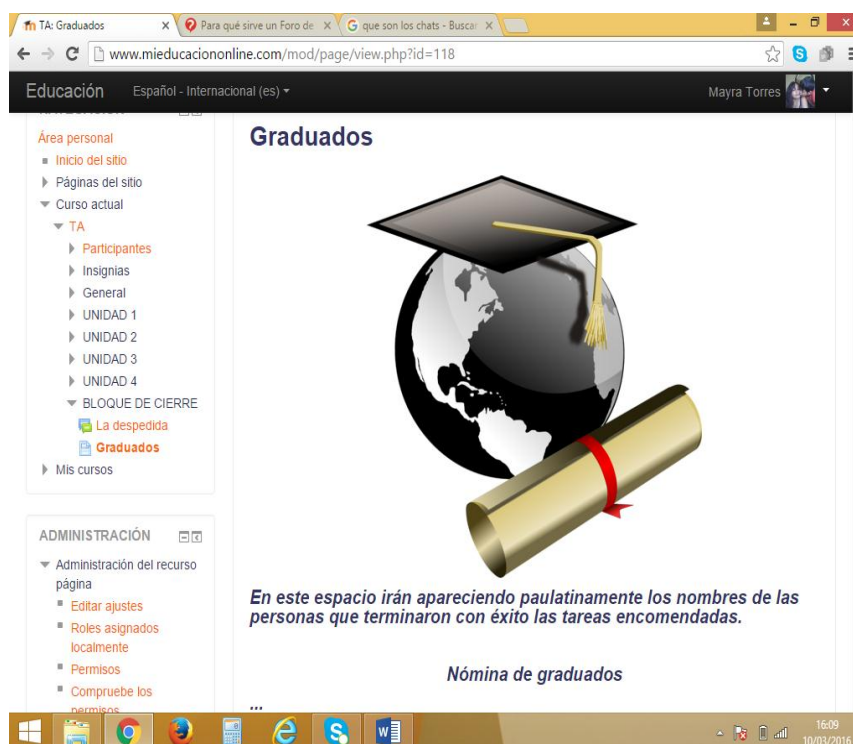 TA: Graduados
Para qué sirve un Foro de
que son los chats - Buscar
www.mieducaciononline.com/mod/page/view.php?id=118
Educación Español - Internacional (es)
Mayra Torres
Área personal
Inicio del sitio
Páginas del sitio
Curso actual
TA
Participantes
Insignias
General
UNIDAD 1
UNIDAD 2
UNIDAD 3
UNIDAD 4
BLOQUE DE CIERRE
La despedida
Graduados
Mis cursos
ADMINISTRACIÓN
Administración del recurso
página
Editar ajustes
Roles asignados
localmente
Permisos
Compruebe los
permisos
Graduados
En este espacio irán apareciendo paulatinamente los nombres de las
personas que terminaron con éxito las tareas encomendadas.
Nómina de graduados
...
16:09
10/03/2016